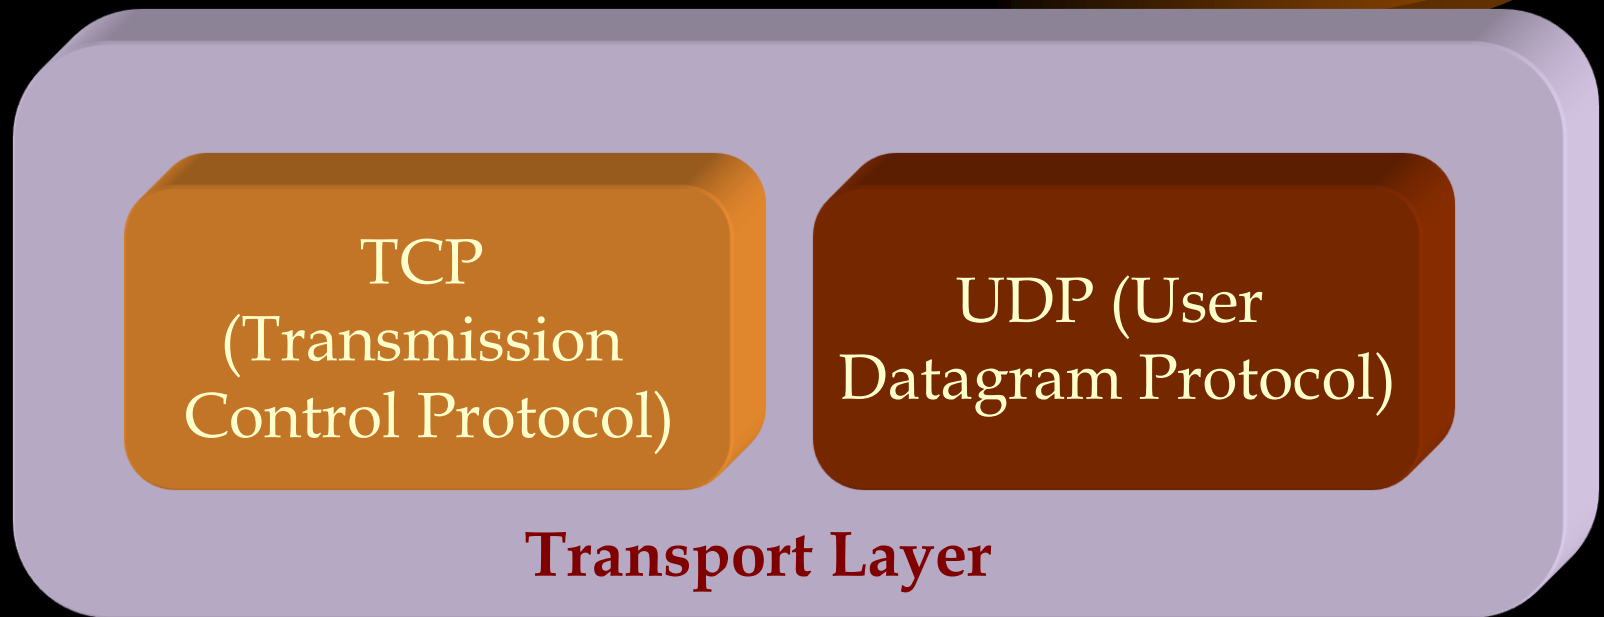 TCP
(Transmission
Control Protocol)
UDP (User
Datagram Protocol)
Transport Layer